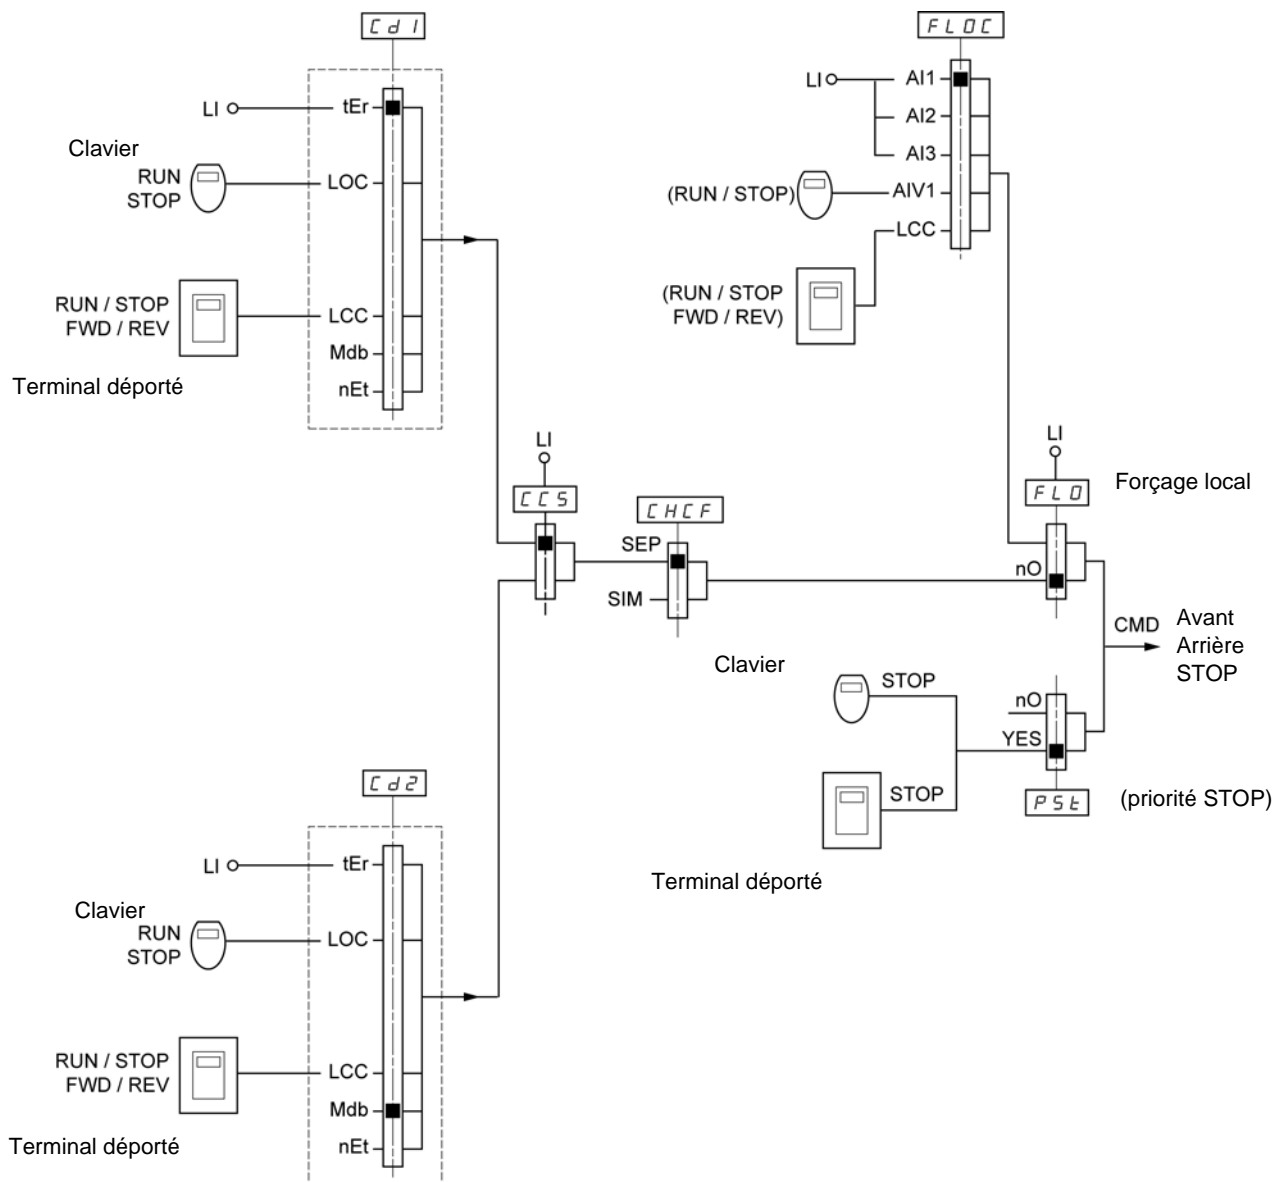 Cd1
LI
tEr
Clavier
RUN
STOP
LOC
RUN / STOP
FWD / REV
LCC
Mdb
nEt
Terminal déporté
FLOC
LI
AI1
AI2
AI3
(RUN / STOP)
AIV1
LCC
(RUN / STOP
FWD / REV)
LI
CCS
CHCF
SEP
SIM
LI
FLO
Forçage local
nO
CMD
Avant
Arrière
STOP
Clavier
STOP
nO
YES
STOP
PSt
(priorité STOP)
Terminal déporté
Cd2
LI
tEr
Clavier
RUN
STOP
LOC
RUN / STOP
FWD / REV
LCC
Mdb
nEt
Terminal déporté